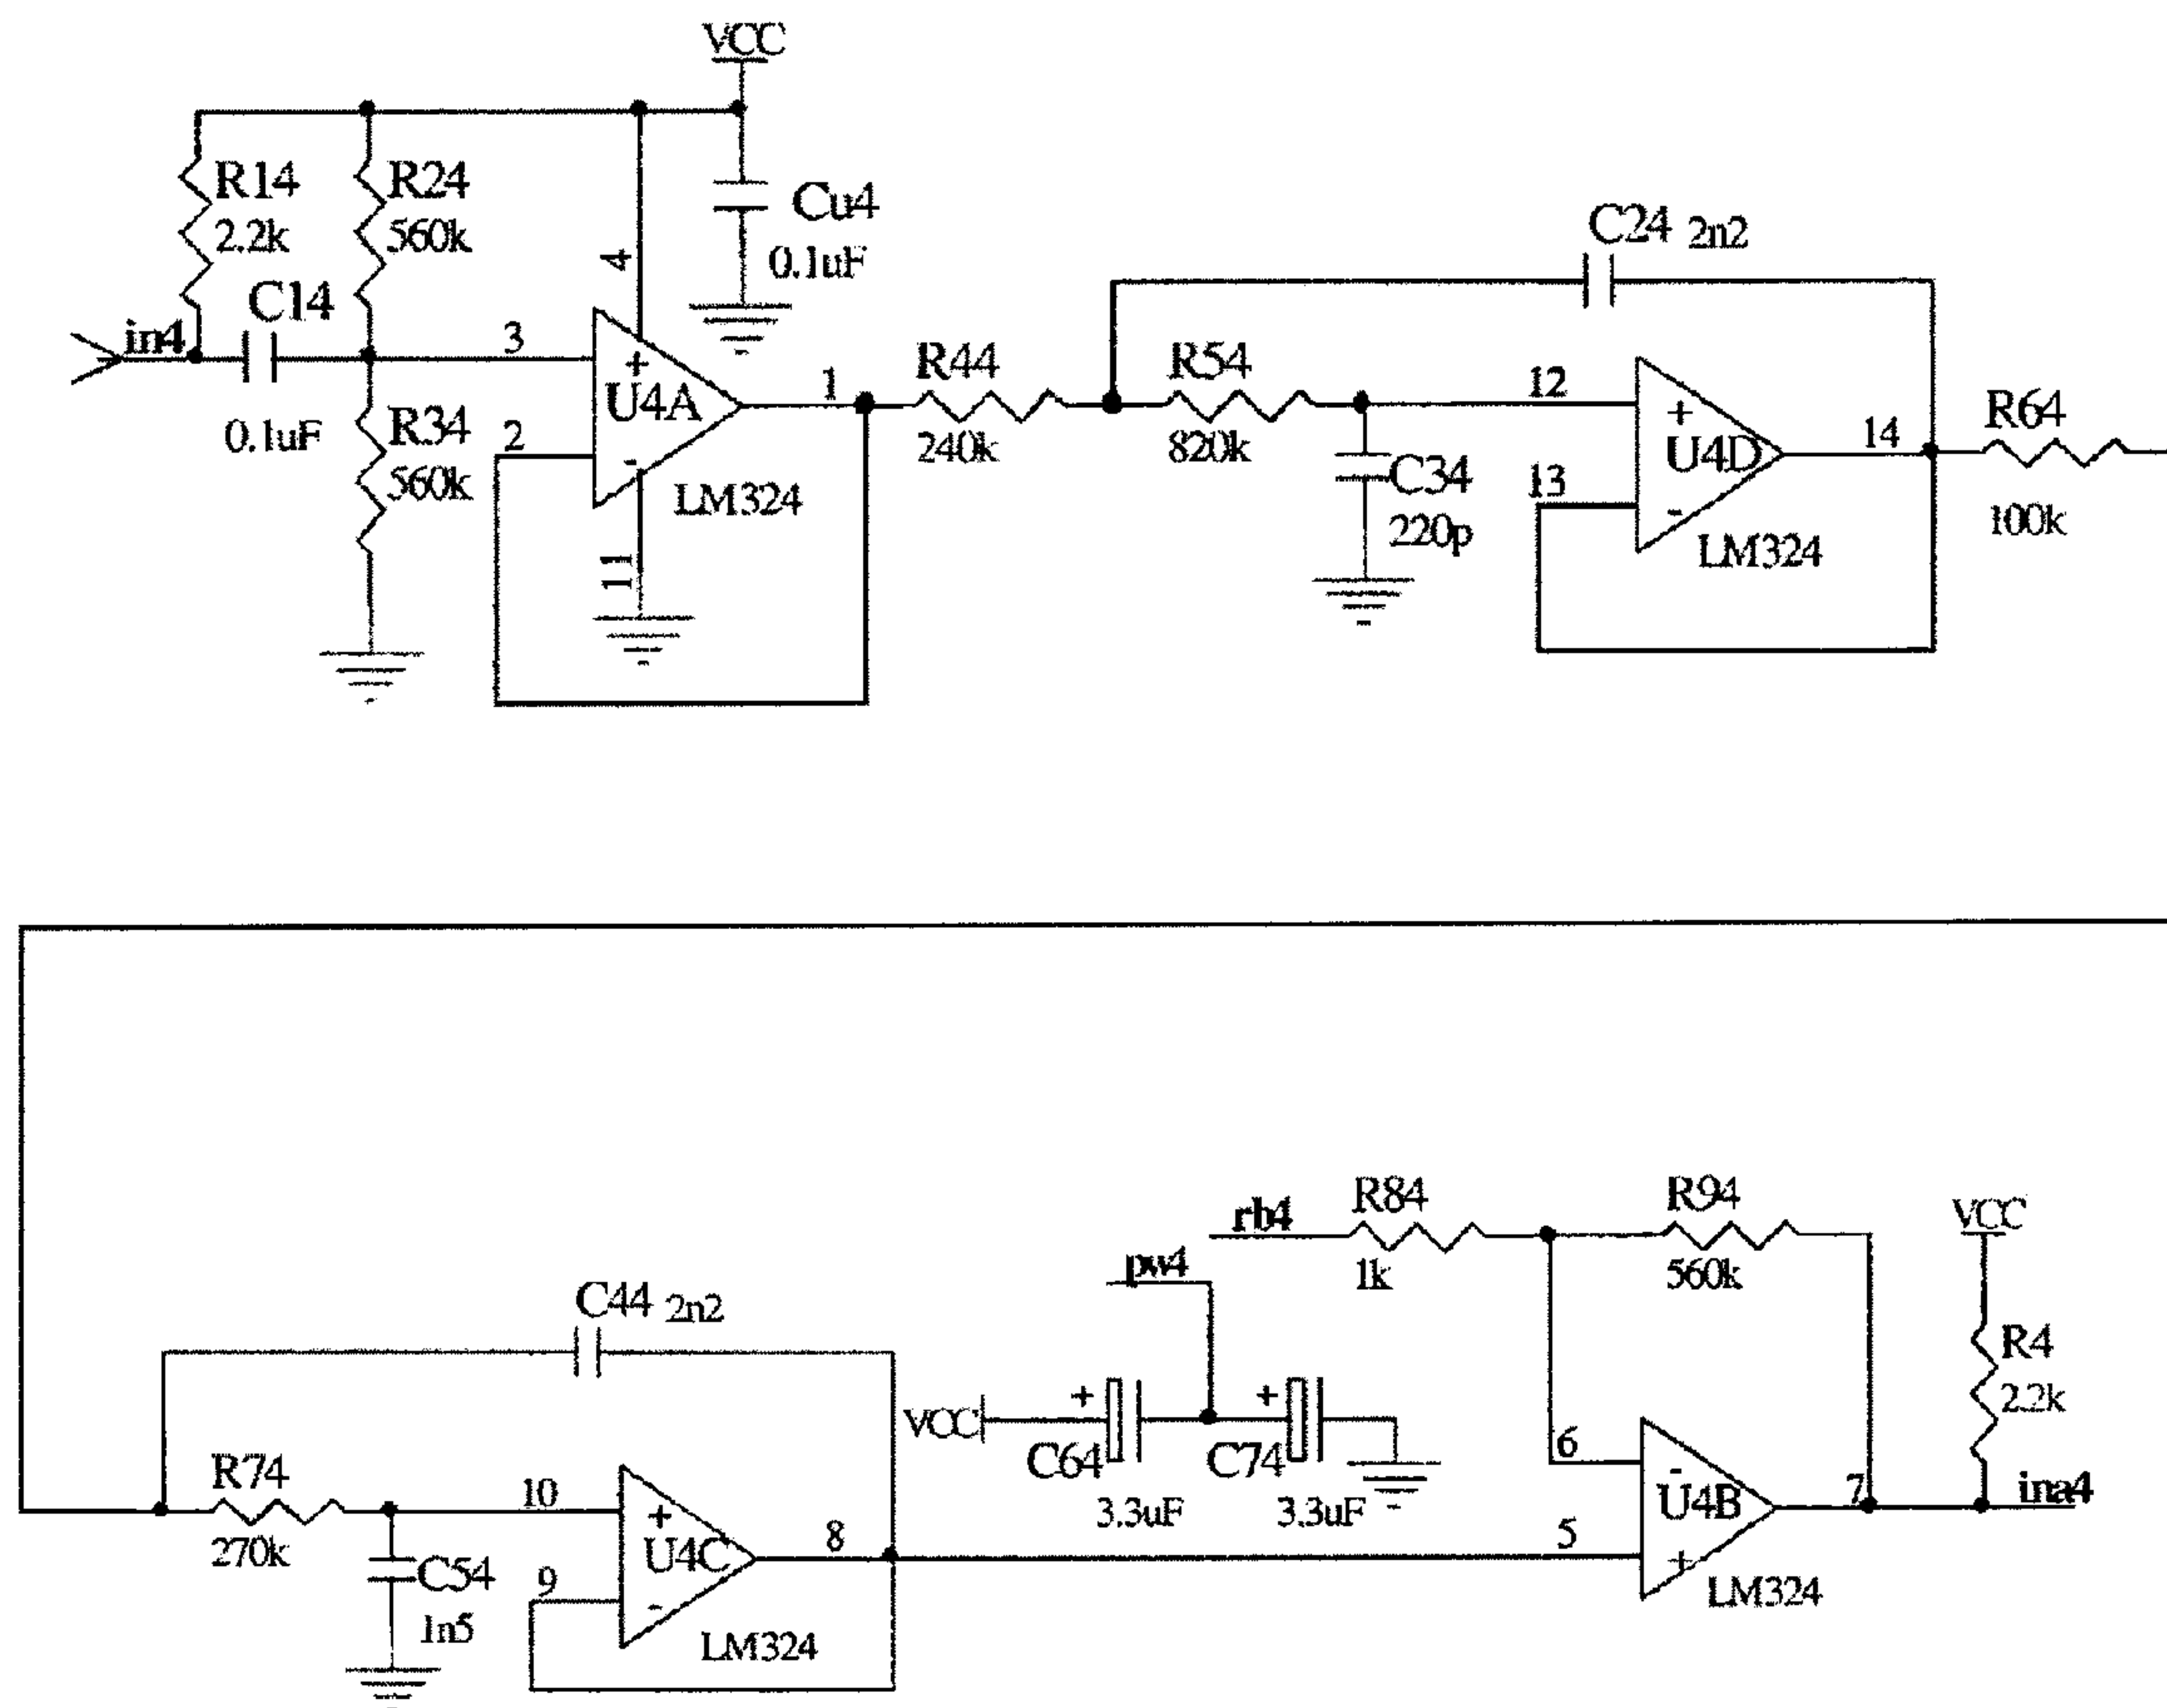 VCC
R14
2.2k
R24
560k
Cu4
0.1uF
4
in4
C14
0.1uF
3
+
U4A
-
2
1
LM324
11
R34
560k
R44
240k
R54
820k
C24 2n2
12
+
U4D
-
13
14
LM324
C34
220p
R64
100k
C44 2n2
R74
270k
10
+
U4C
-
9
8
LM324
C54
1n5
rb4
R84
1k
R94
560k
pw4
VCC
+
C64
3.3uF
+
C74
3.3uF
VCC
R4
2.2k
6
-
U4B
+
5
7
ina4
LM324